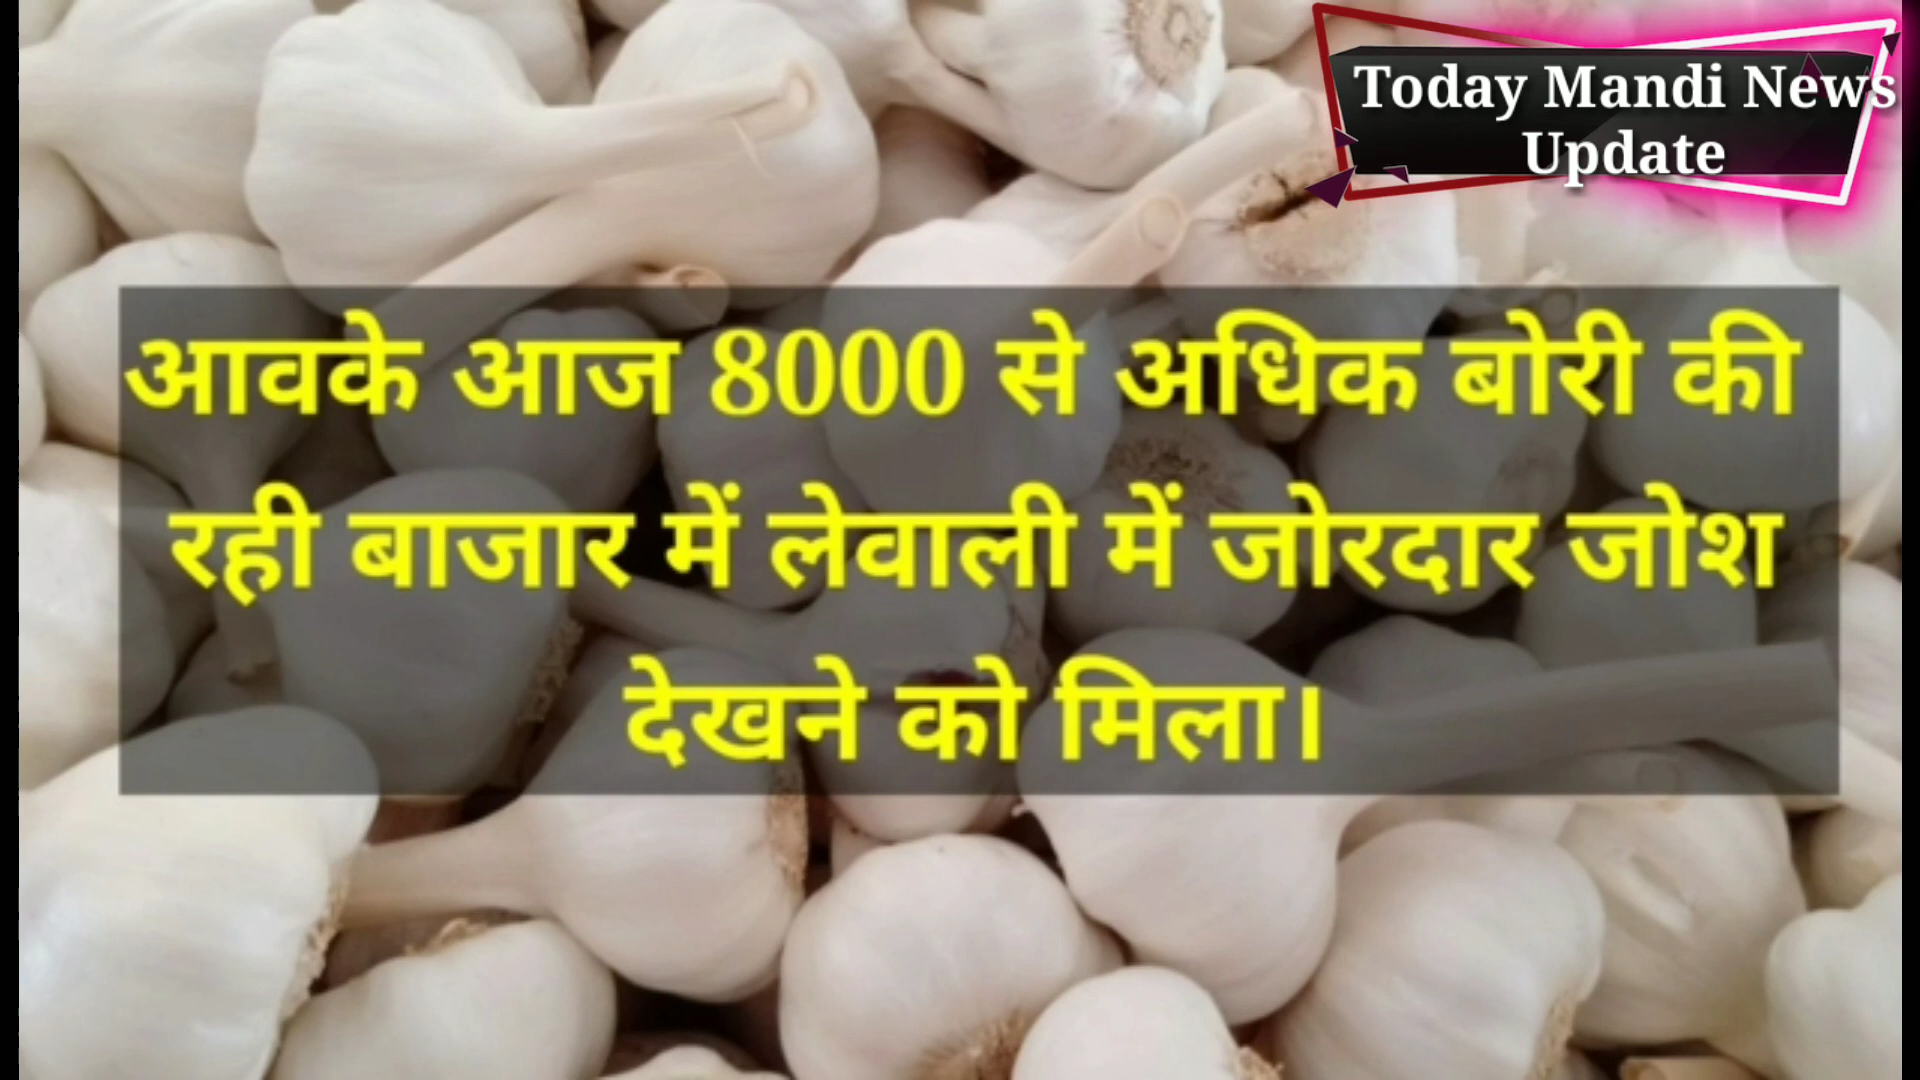 Today Mandi News
Update
आवके आज 8000 से अधिक बोरी की
रही बाजार में लेवाली में जोरदार जोश
देखने को मिला।